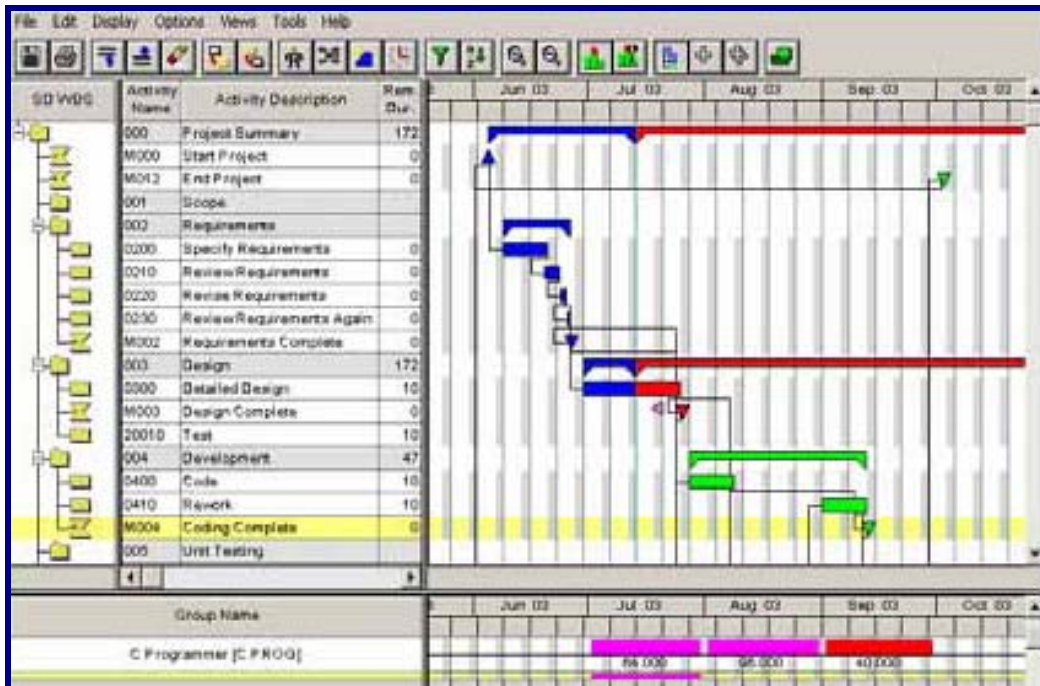 File Edit Display Options Views Tools Help
SD WBS Activity Name Activity Description Rem Dur. Jun 03 Jul 03 Aug 03 Sep 03 Oct 03
000 Project Summary 172
M000 Start Project 0
M012 End Project 0
001 Scope
002 Requirements
0200 Specify Requirements 0
0210 Review Requirements 0
0220 Revise Requirements 0
0230 Review Requirements Again 0
M002 Requirements Complete 0
003 Design 172
0300 Detailed Design 10
M003 Design Complete 0
20010 Test 10
004 Development 47
0400 Code 10
0410 Rework 10
M004 Coding Complete 0
005 Unit Testing
Group Name Jun 03 Jul 03 Aug 03 Sep 03 Oct 03
C Programmer [C PROG]
40.000